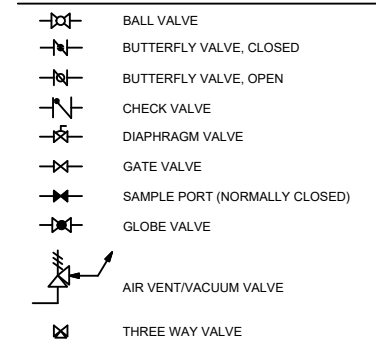 BALL VALVE
BUTTERFLY VALVE, CLOSED
BUTTERFLY VALVE, OPEN
CHECK VALVE
DIAPHRAGM VALVE
GATE VALVE
SAMPLE PORT (NORMALLY CLOSED)
GLOBE VALVE
AIR VENT/VACUUM VALVE
THREE WAY VALVE